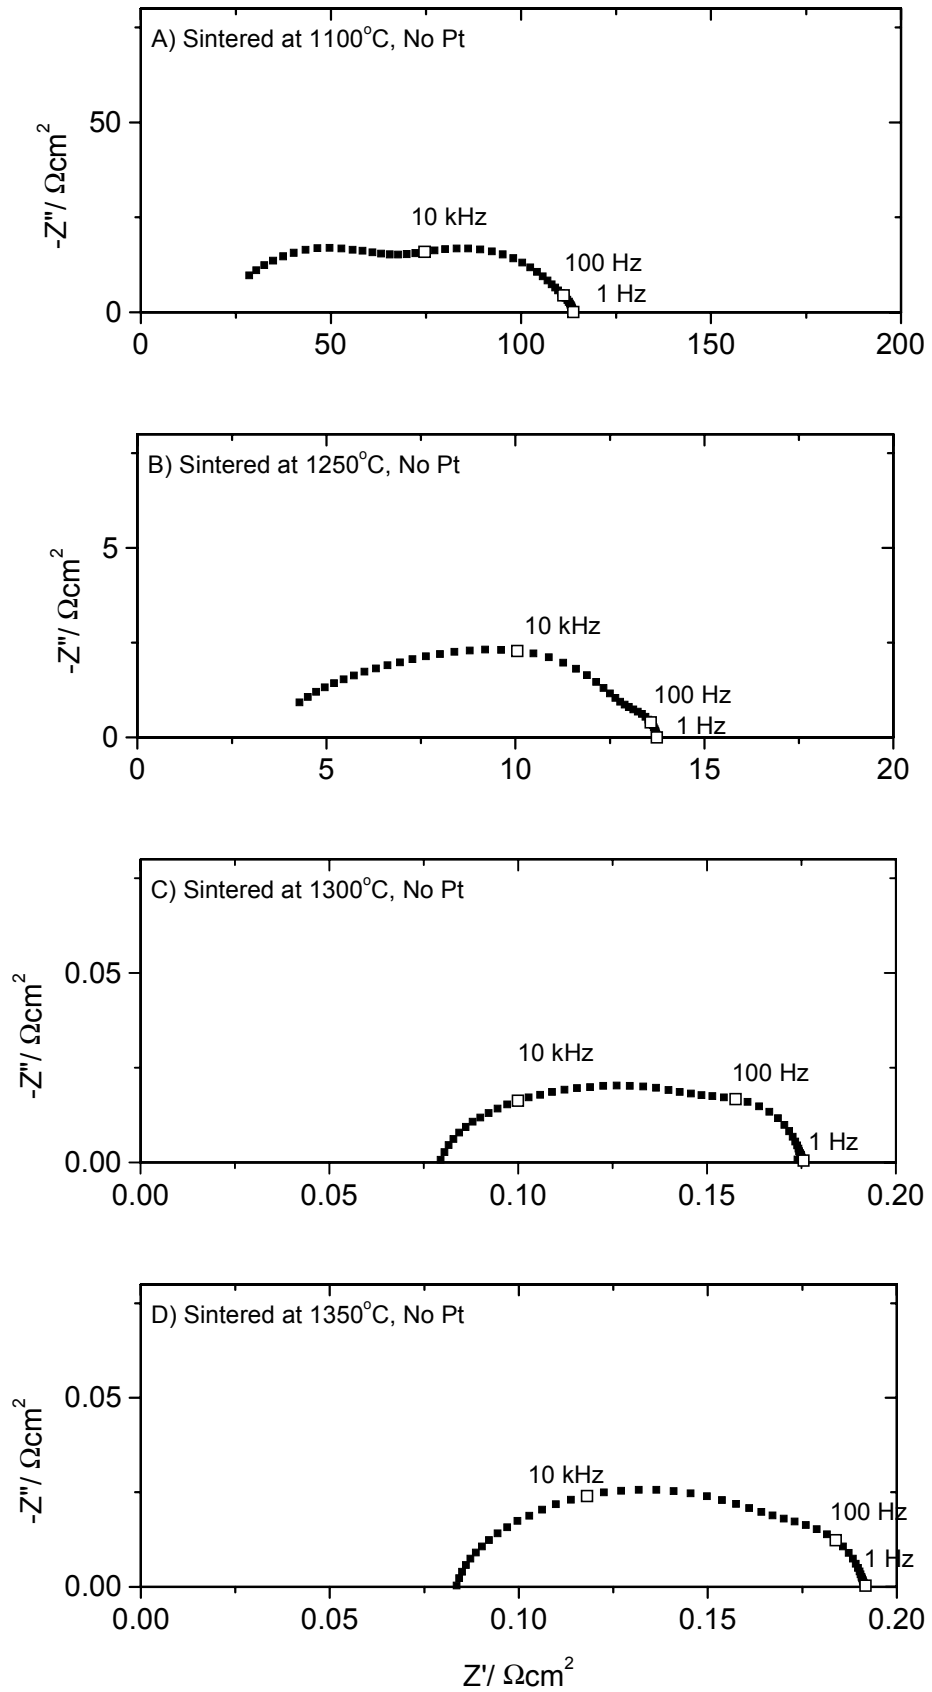 A) Sintered at 1100°C, No Pt
50
-Z"/ Ωcm²
10 kHz
100 Hz
1 Hz
0
0 50 100 150 200
B) Sintered at 1250°C, No Pt
5
-Z"/ Ωcm²
10 kHz
100 Hz
1 Hz
0
0 5 10 15 20
C) Sintered at 1300°C, No Pt
0.05
-Z"/ Ωcm²
10 kHz
100 Hz
1 Hz
0.00
0.00 0.05 0.10 0.15 0.20
D) Sintered at 1350°C, No Pt
0.05
-Z"/ Ωcm²
10 kHz
100 Hz
1 Hz
0.00
0.00 0.05 0.10 0.15 0.20
Z'/ Ωcm²